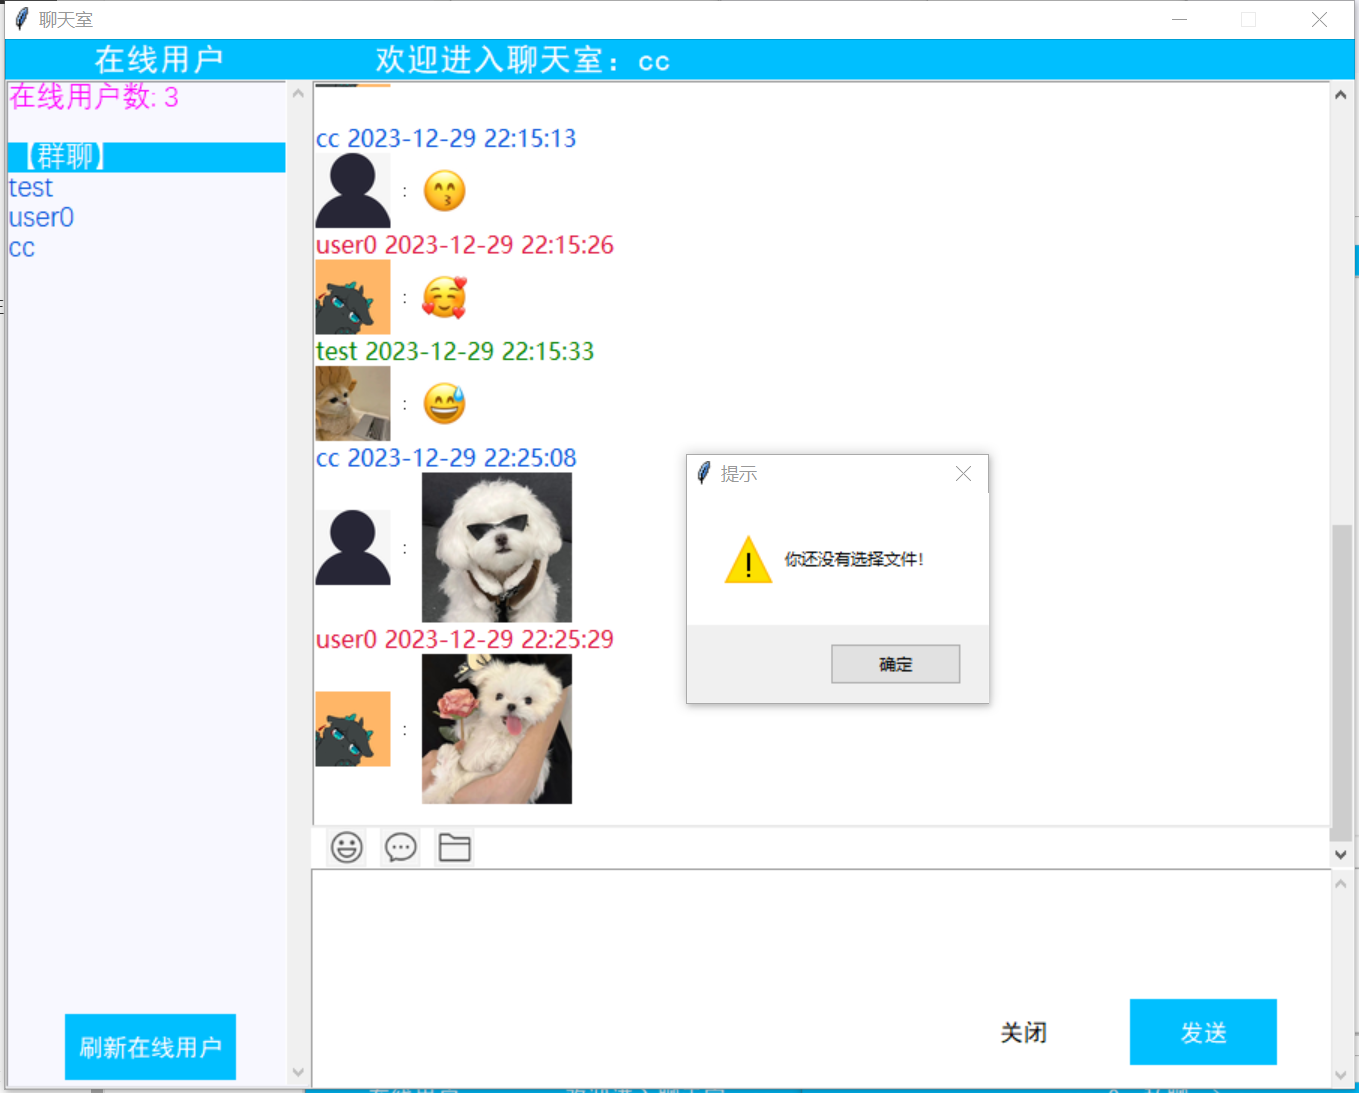 聊天室
在线用户
欢迎进入聊天室：cc
在线用户数: 3
【群聊】
test
user0
cc
cc 2023-12-29 22:15:13
:
user0 2023-12-29 22:15:26
:
test 2023-12-29 22:15:33
:
cc 2023-12-29 22:25:08
:
user0 2023-12-29 22:25:29
:
提示
你还没有选择文件!
确定
关闭
发送
刷新在线用户